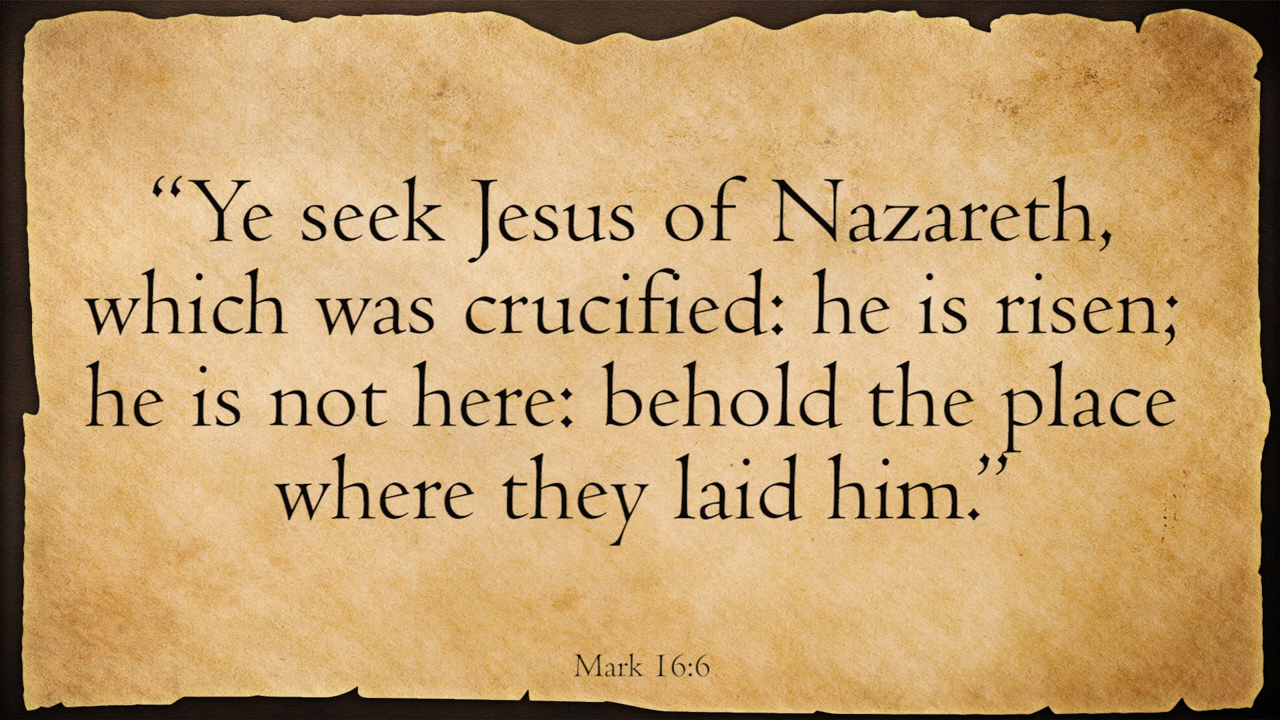 “Ye seek Jesus of Nazareth,
which was crucified: he is risen;
he is not here: behold the place
where they laid him.”
Mark 16:6